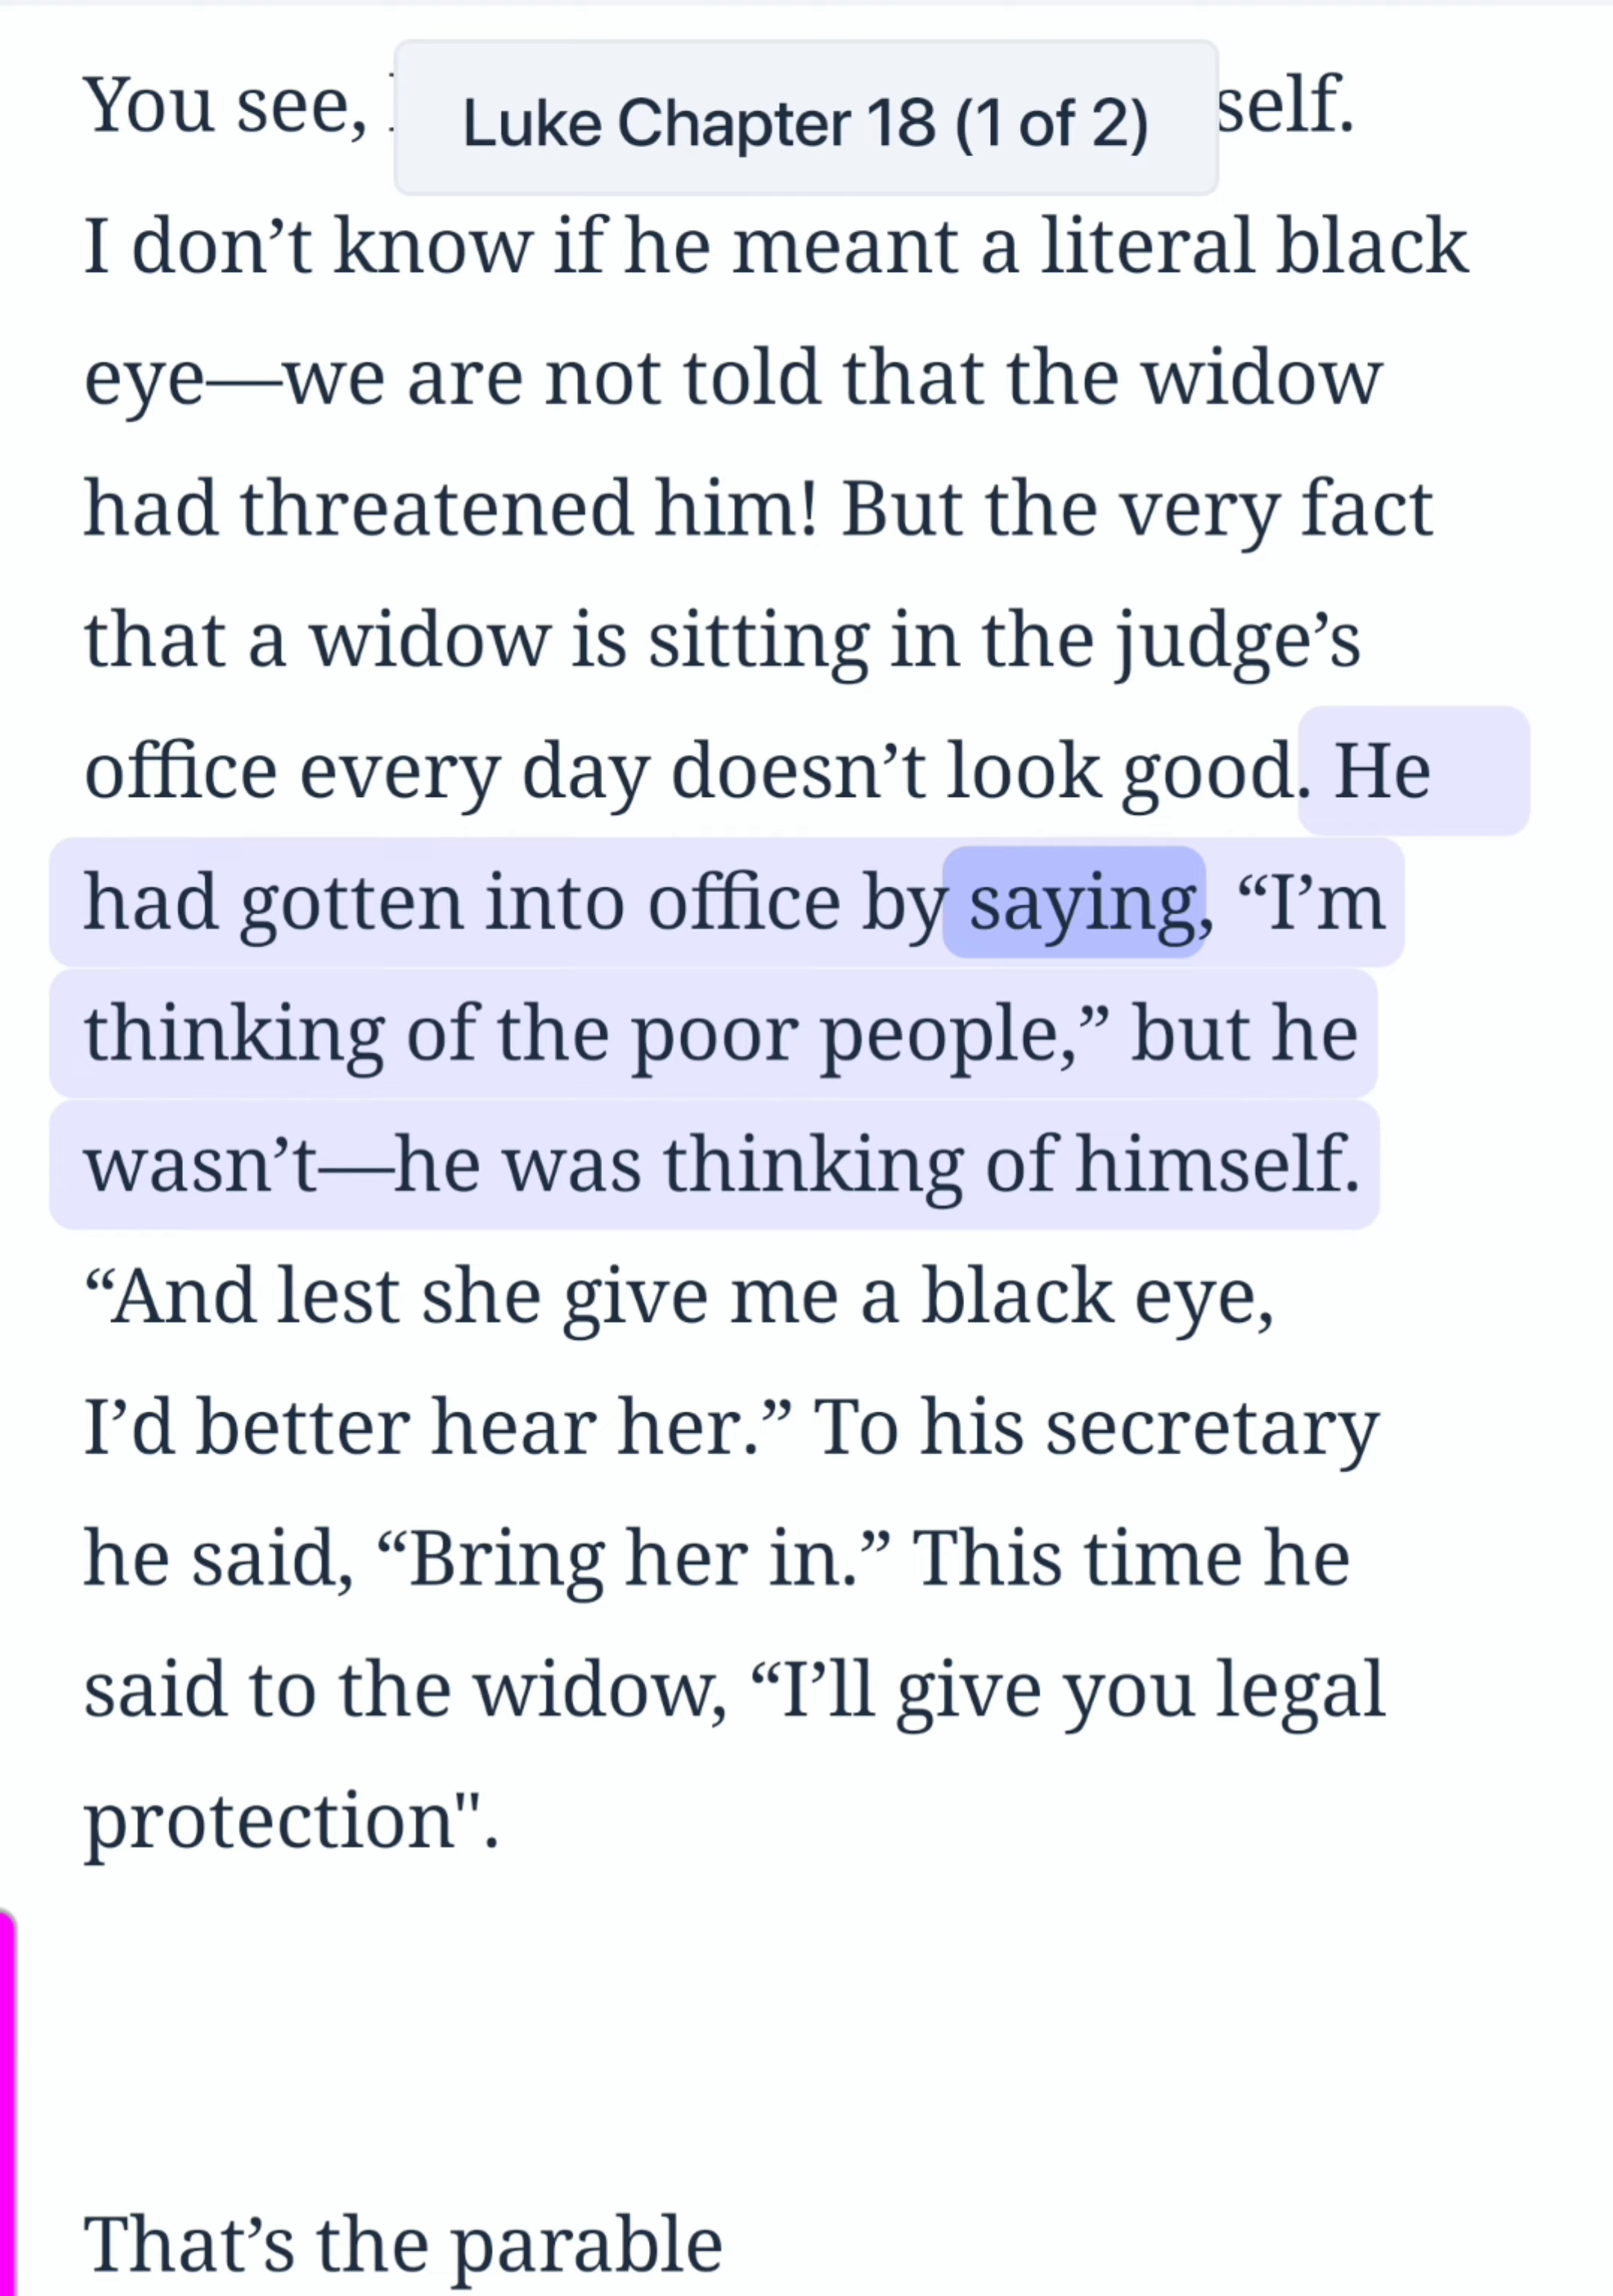 Luke Chapter 18 (1 of 2)
You see, self.
I don’t know if he meant a literal black
eye—we are not told that the widow
had threatened him! But the very fact
that a widow is sitting in the judge’s
office every day doesn’t look good. He
had gotten into office by saying, “I’m
thinking of the poor people,” but he
wasn’t—he was thinking of himself.
“And lest she give me a black eye,
I’d better hear her.” To his secretary
he said, “Bring her in.” This time he
said to the widow, “I’ll give you legal
protection".
That’s the parable